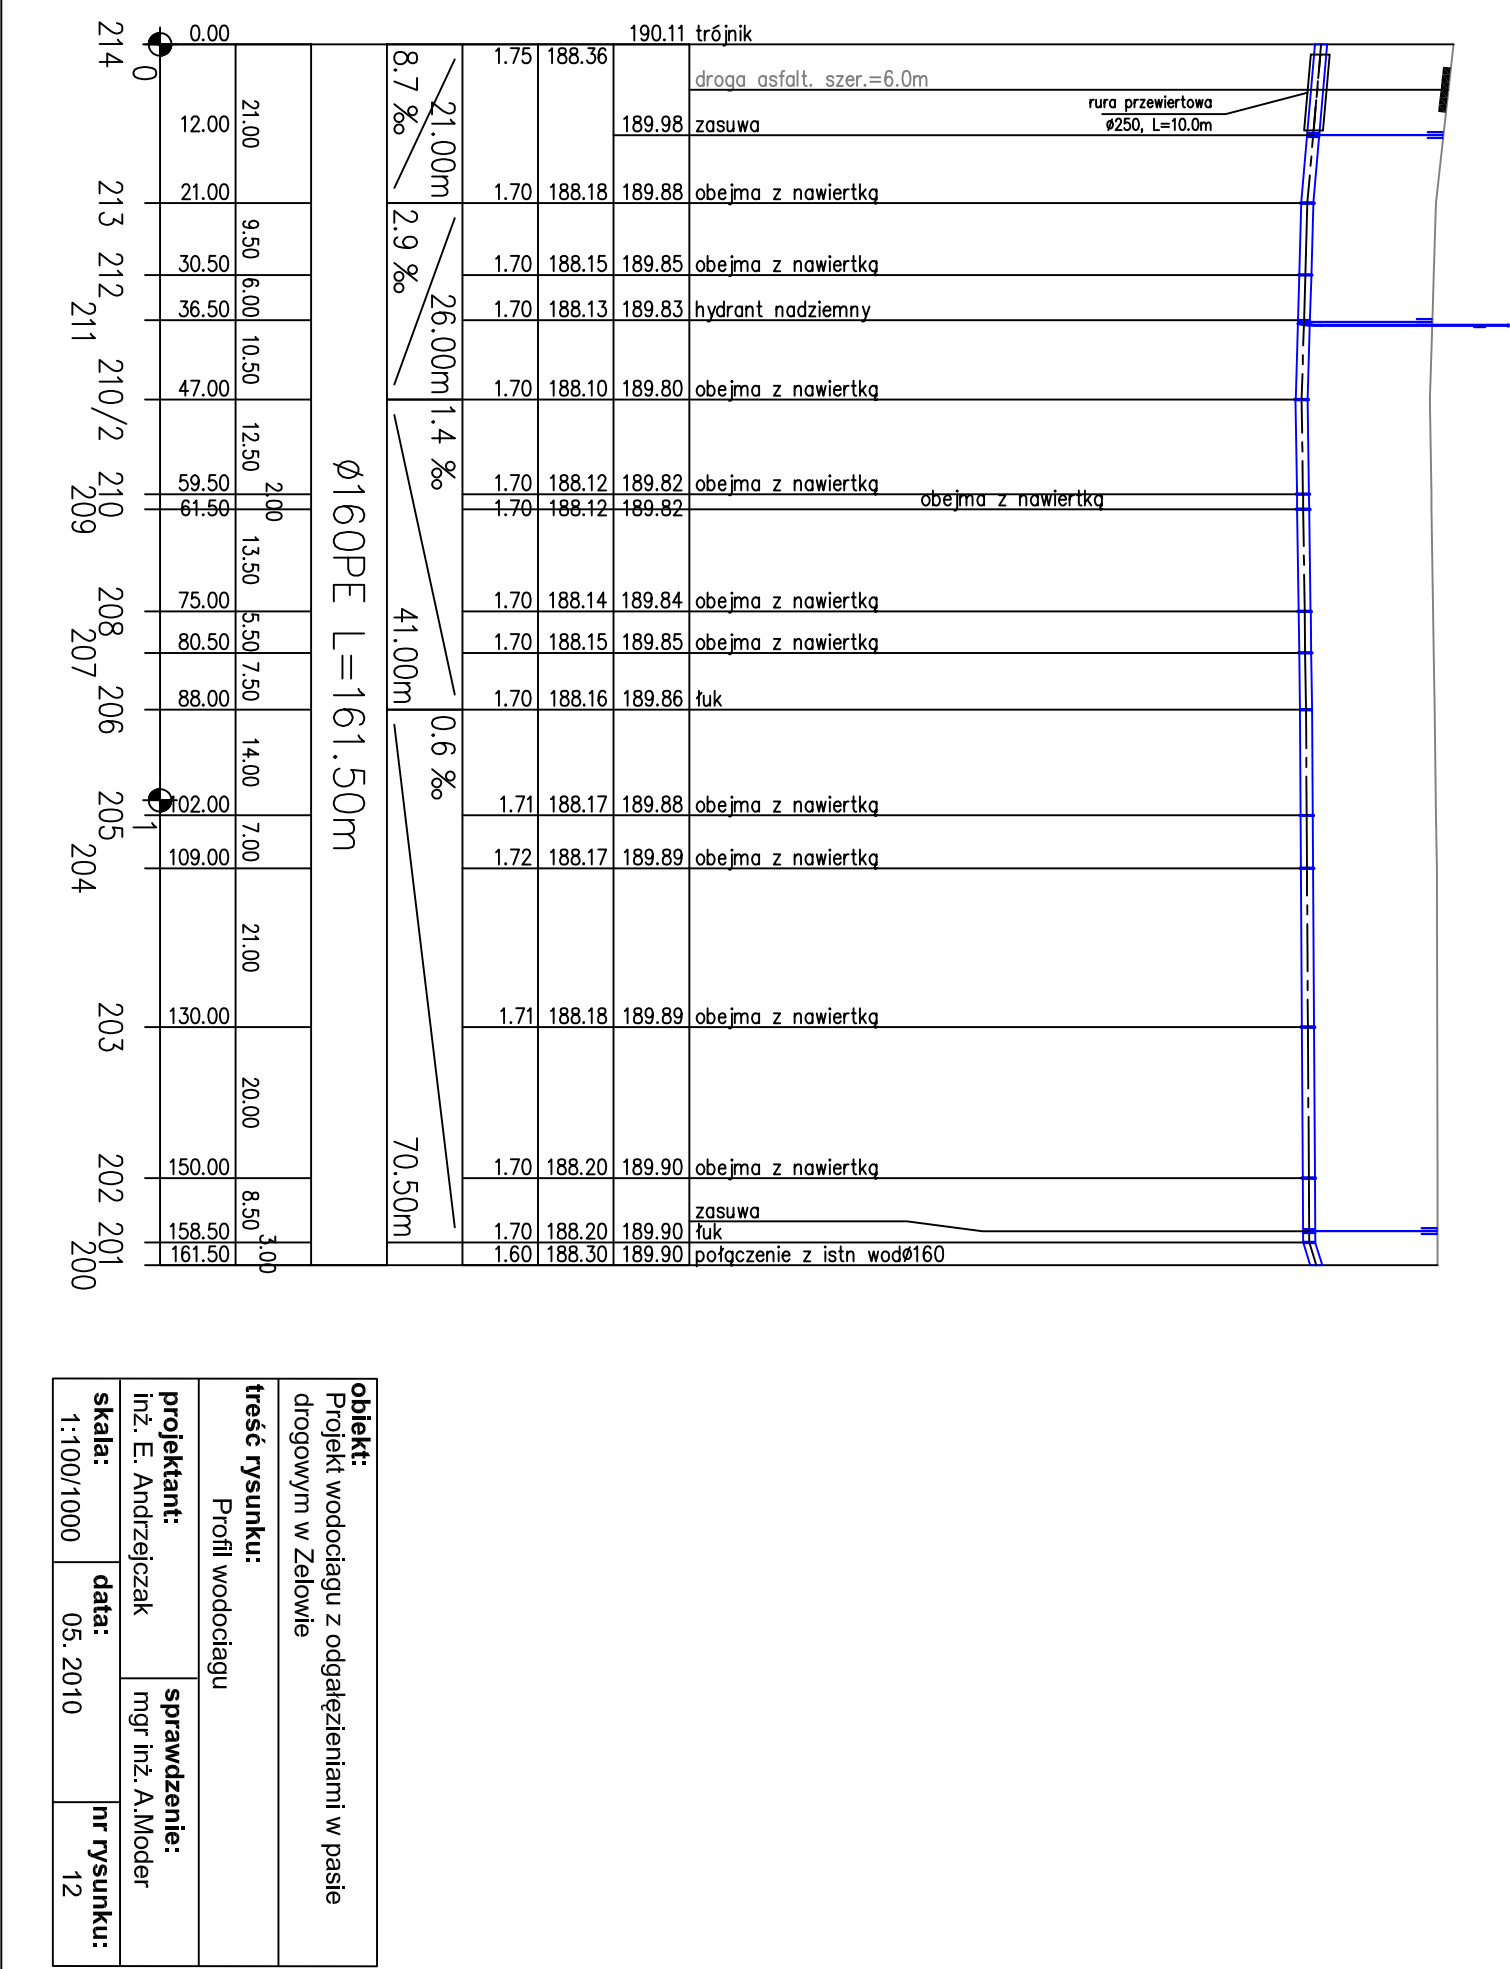 214
0
0.00
190.11 trójnik
1.75 188.36
8.7 ‰
21.00m
droga asfalt. szer.=6.0m
rura przewiertowa
ø250, L=10.0m
21.00
12.00
189.98 zasuwa
213
21.00
1.70 188.18 189.88 obejma z nawiertką
9.50
2.9 ‰
26.00m
212
30.50
1.70 188.15 189.85 obejma z nawiertką
6.00
211
36.50
1.70 188.13 189.83 hydrant nadziemny
10.50
210/2
47.00
1.70 188.10 189.80 obejma z nawiertką
12.50
1.4 ‰
41.00m
210
59.50
1.70 188.12 189.82 obejma z nawiertką
2.00
209
61.50
1.70 188.12 189.82
obejma z nawiertką
Ø160PE L=161.50m
13.50
208
75.00
1.70 188.14 189.84 obejma z nawiertką
5.50
207
80.50
1.70 188.15 189.85 obejma z nawiertką
7.50
206
88.00
1.70 188.16 189.86 łuk
14.00
0.6 ‰
70.50m
205
1
102.00
1.71 188.17 189.88 obejma z nawiertką
7.00
204
109.00
1.72 188.17 189.89 obejma z nawiertką
21.00
203
130.00
1.71 188.18 189.89 obejma z nawiertką
20.00
202
150.00
1.70 188.20 189.90 obejma z nawiertką
8.50
zasuwa
201
158.50
1.70 188.20 189.90 łuk
3.00
200
161.50
1.60 188.30 189.90 połączenie z istn wodø160
obiekt:
Projekt wodociagu z odgałęzieniami w pasie
drogowym w Zelowie
treść rysunku:
Profil wodociagu
projektant:
inż. E. Andrzejczak
sprawdzenie:
mgr inż. A.Moder
skala:
1:100/1000
data:
05. 2010
nr rysunku:
12